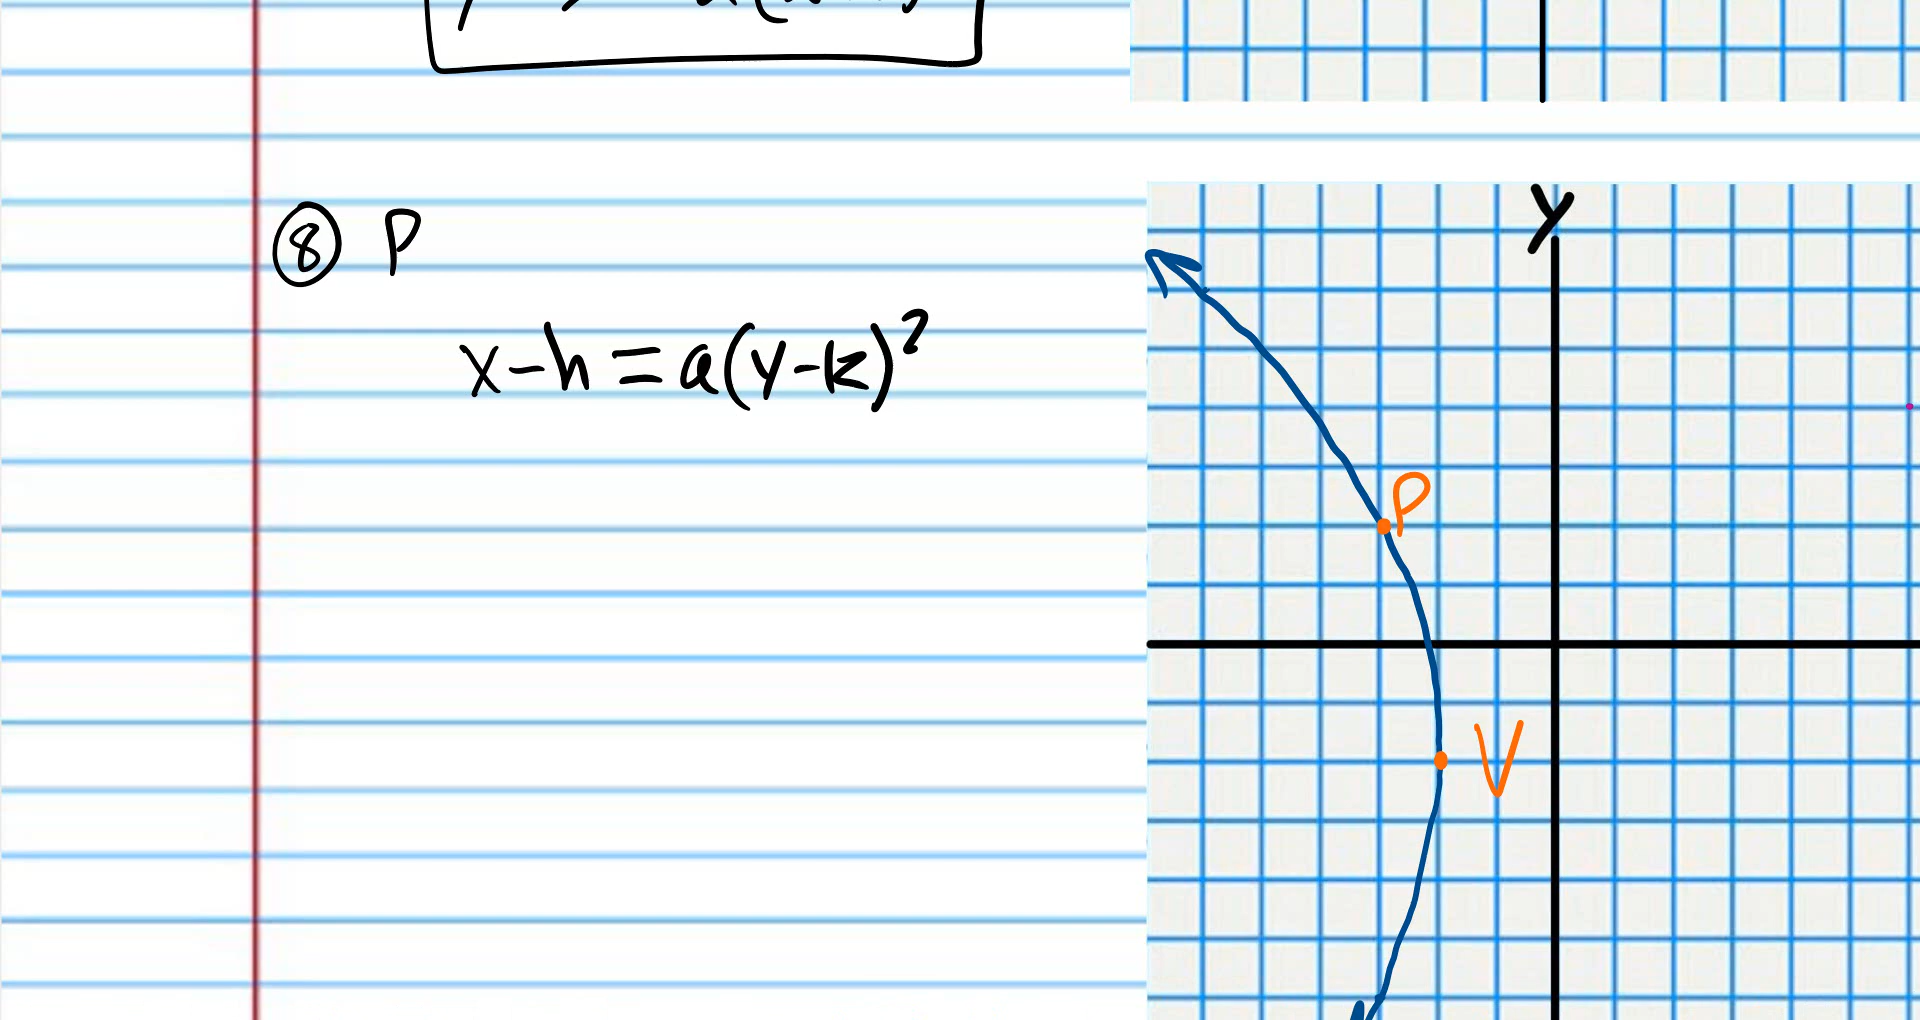 ⑧ P
x-h=a(y-k)²
Y
P
V